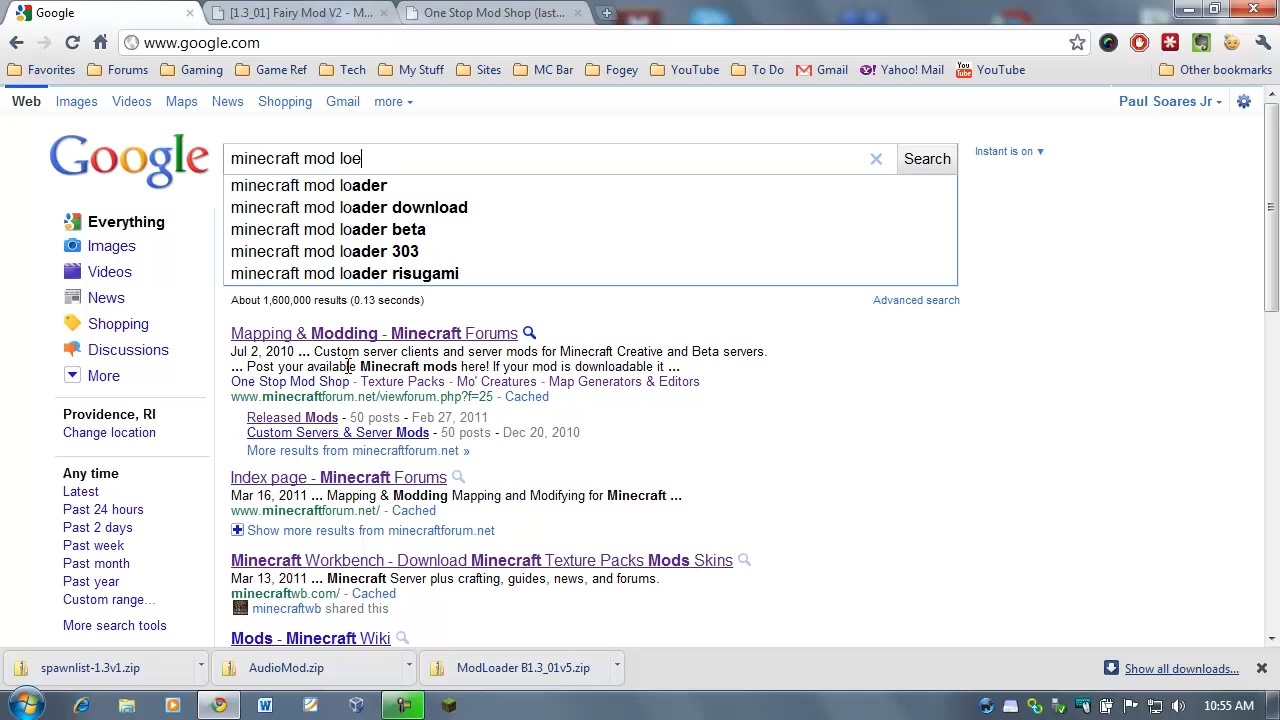 Google
[1.3_01] Fairy Mod V2 - M...
One Stop Mod Shop (last...
www.google.com
Favorites Forums Gaming Game Ref Tech My Stuff Sites MC Bar Fogey YouTube To Do Gmail Yahoo! Mail YouTube Other bookmarks
Web Images Videos Maps News Shopping Gmail more Paul Soares Jr
Google
minecraft mod loe
Search
Instant is on
minecraft mod loader
minecraft mod loader download
minecraft mod loader beta
minecraft mod loader 303
minecraft mod loader risugami
Everything
Images
Videos
News
Shopping
Discussions
More
Providence, RI
Change location
Any time
Latest
Past 24 hours
Past 2 days
Past week
Past month
Past year
Custom range...
More search tools
About 1,600,000 results (0.13 seconds)
Advanced search
Mapping & Modding - Minecraft Forums
Jul 2, 2010 ... Custom server clients and server mods for Minecraft Creative and Beta servers.
... Post your available Minecraft mods here! If your mod is downloadable it ...
One Stop Mod Shop - Texture Packs - Mo' Creatures - Map Generators & Editors
www.minecraftforum.net/viewforum.php?f=25 - Cached
Released Mods - 50 posts - Feb 27, 2011
Custom Servers & Server Mods - 50 posts - Dec 20, 2010
More results from minecraftforum.net »
Index page - Minecraft Forums
Mar 16, 2011 ... Mapping & Modding Mapping and Modifying for Minecraft ...
www.minecraftforum.net/ - Cached
Show more results from minecraftforum.net
Minecraft Workbench - Download Minecraft Texture Packs Mods Skins
Mar 13, 2011 ... Minecraft Server plus crafting, guides, news, and forums.
minecraftwb.com/ - Cached
minecraftwb shared this
Mods - Minecraft Wiki
spawnlist-1.3v1.zip
AudioMod.zip
ModLoader B1.3_01v5.zip
Show all downloads...
10:55 AM